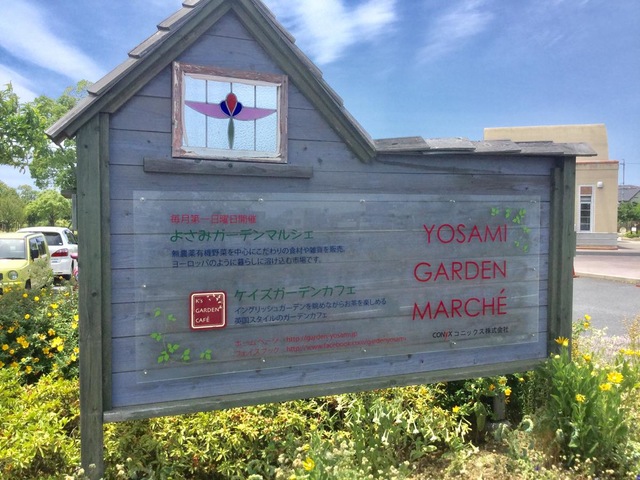 毎月第一日曜日開催
よさみガーデンマルシェ
無農薬有機野菜を中心にこだわりの食材や雑貨を販売
ヨーロッパのように暮らしに溶け込む市場です。
K's
GARDEN
CAFÉ
ケイズガーデンカフェ
イングリッシュガーデンを眺めながらお茶を楽しめる
英国スタイルのガーデンカフェ
YOSAMI
GARDEN
MARCHÉ
CONIX コニックス株式会社